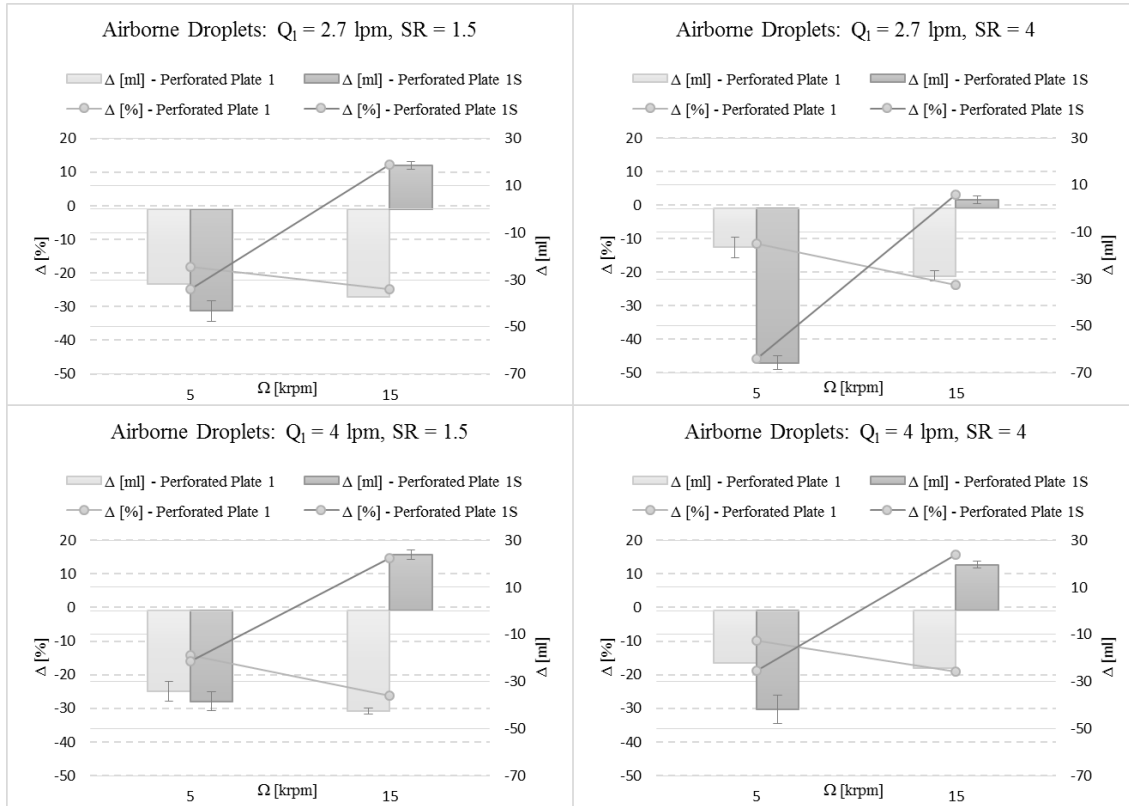 Airborne Droplets: Ql = 2.7 lpm, SR = 1.5
Δ [ml] - Perforated Plate 1
Δ [ml] - Perforated Plate 1S
Δ [%] - Perforated Plate 1
Δ [%] - Perforated Plate 1S
20
10
0
-10
-20
-30
-40
-50
Δ [%]
30
10
-10
-30
-50
-70
Δ [ml]
5
Ω [krpm]
15
Airborne Droplets: Ql = 2.7 lpm, SR = 4
Δ [ml] - Perforated Plate 1
Δ [ml] - Perforated Plate 1S
Δ [%] - Perforated Plate 1
Δ [%] - Perforated Plate 1S
20
10
0
-10
-20
-30
-40
-50
Δ [%]
30
10
-10
-30
-50
-70
Δ [ml]
5
Ω [krpm]
15
Airborne Droplets: Ql = 4 lpm, SR = 1.5
Δ [ml] - Perforated Plate 1
Δ [ml] - Perforated Plate 1S
Δ [%] - Perforated Plate 1
Δ [%] - Perforated Plate 1S
20
10
0
-10
-20
-30
-40
-50
Δ [%]
30
10
-10
-30
-50
-70
Δ [ml]
5
Ω [krpm]
15
Airborne Droplets: Ql = 4 lpm, SR = 4
Δ [ml] - Perforated Plate 1
Δ [ml] - Perforated Plate 1S
Δ [%] - Perforated Plate 1
Δ [%] - Perforated Plate 1S
20
10
0
-10
-20
-30
-40
-50
Δ [%]
30
10
-10
-30
-50
-70
Δ [ml]
5
Ω [krpm]
15